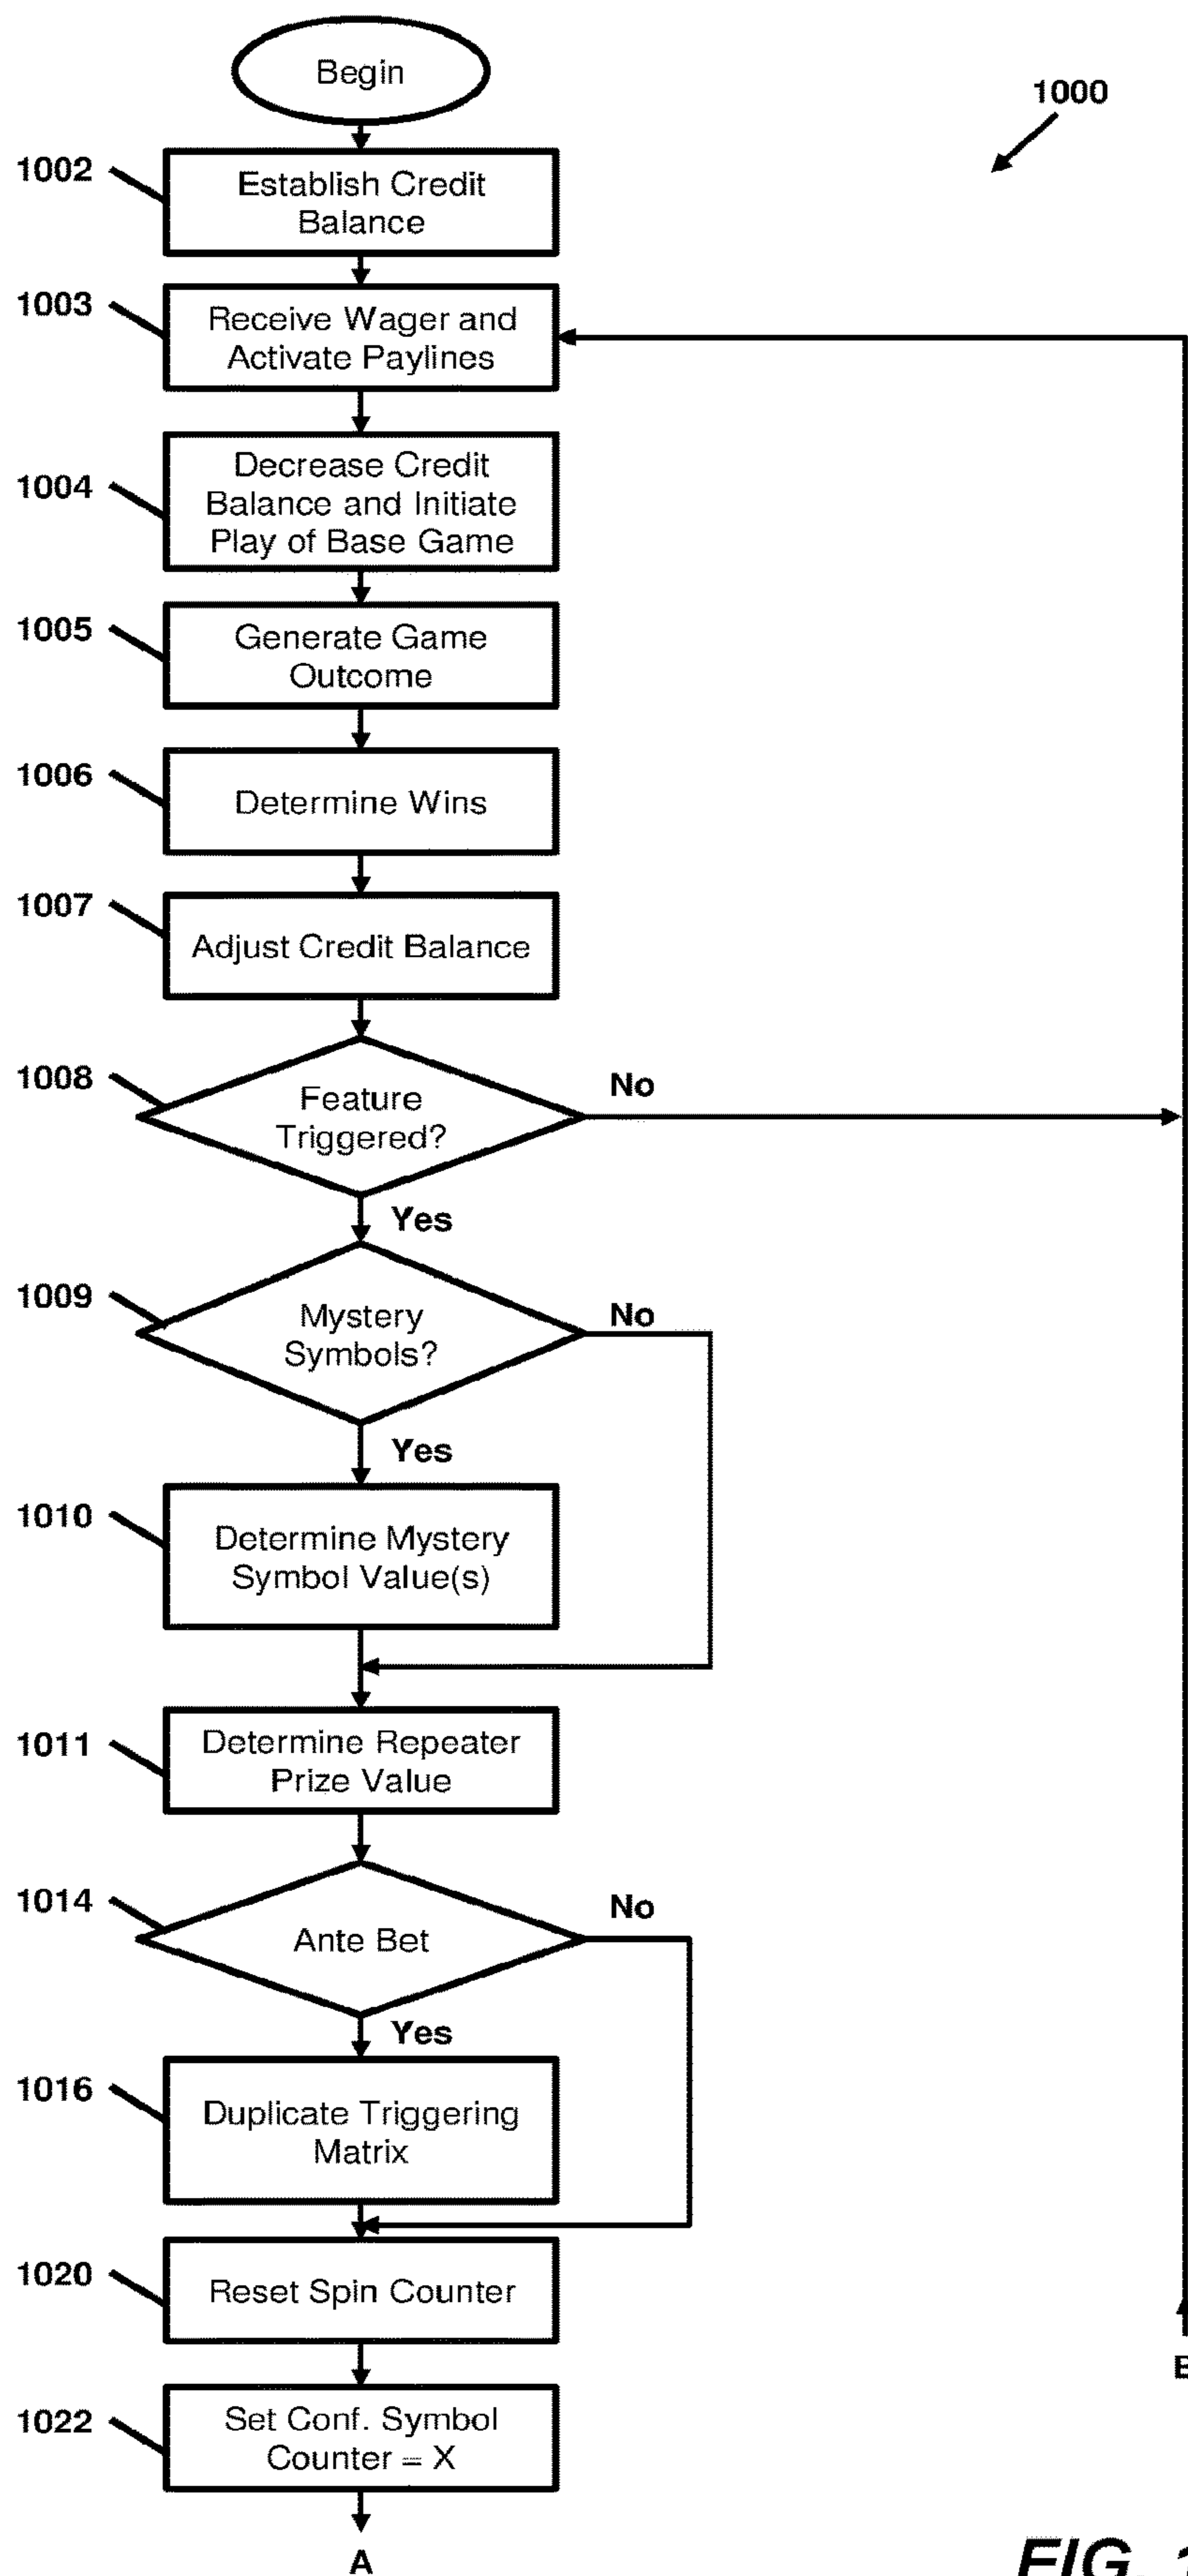 Begin
1000
1002
Establish Credit
Balance
1003
Receive Wager and
Activate Paylines
1004
Decrease Credit
Balance and Initiate
Play of Base Game
1005
Generate Game
Outcome
1006
Determine Wins
1007
Adjust Credit Balance
1008
Feature
Triggered?
No
Yes
1009
Mystery
Symbols?
No
Yes
1010
Determine Mystery
Symbol Value(s)
1011
Determine Repeater
Prize Value
1014
Ante Bet
No
Yes
1016
Duplicate Triggering
Matrix
1020
Reset Spin Counter
1022
Set Conf. Symbol
Counter = X
A
FIG.